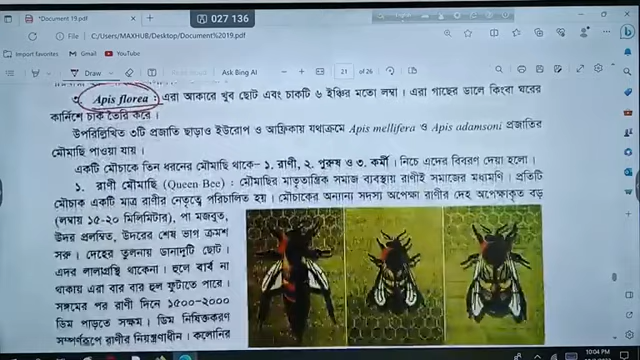 *Document 19.pdf
027 136
File
C:/Users/MAXHUB/Desktop/Document%2019.pdf
Import favorites
Gmail
YouTube
Draw
Ask Bing AI
21 of 26
৩. Apis florea : এরা আকারে খুব ছোট এবং চাকটি ৬ ইঞ্চির মতো লম্বা। এরা গাছের ডালে কিংবা ঘরের
কার্নিশে চাক তৈরি করে।
উপরিল্লিখিত ৩টি প্রজাতি ছাড়াও ইউরোপ ও আফ্রিকায় যথাক্রমে Apis mellifera ও Apis adamsoni প্রজাতির
মৌমাছি পাওয়া যায়।
একটি মৌচাকে তিন ধরনের মৌমাছি থাকে- ১. রাণী, ২. পুরুষ ও ৩. কর্মী। নিচে এদের বিবরণ দেয়া হলো।
১. রাণী মৌমাছি (Queen Bee) : মৌমাছির মাতৃতান্ত্রিক সমাজ ব্যবস্থায় রাণীই সমাজের মধ্যমণি। প্রতিটি
মৌচাক একটি মাত্র রাণীর নেতৃত্বে পরিচালিত হয়। মৌচাকের অন্যান্য সদস্য অপেক্ষা রাণীর দেহ অপেক্ষাকৃত বড়
(লম্বায় ১৫-২০ মিলিমিটার), পা মজবুত,
উদর প্রলম্বিত, উদরের শেষ ভাগ ক্রমশ
সরু। দেহের তুলনায় ডানাদুটি ছোট।
এদের লালাগ্রন্থি থাকেনা। হুলে বার্ব না
থাকায় এরা বার বার হুল ফুটাতে পারে।
সঙ্গমের পর রাণী দিনে ১৫০০-২০০০
ডিম পাড়তে সক্ষম। ডিম নিষিক্তকরণ
সম্পূর্ণরূপে রাণীর নিয়ন্ত্রণাধীন। কলোনির
10:04 PM